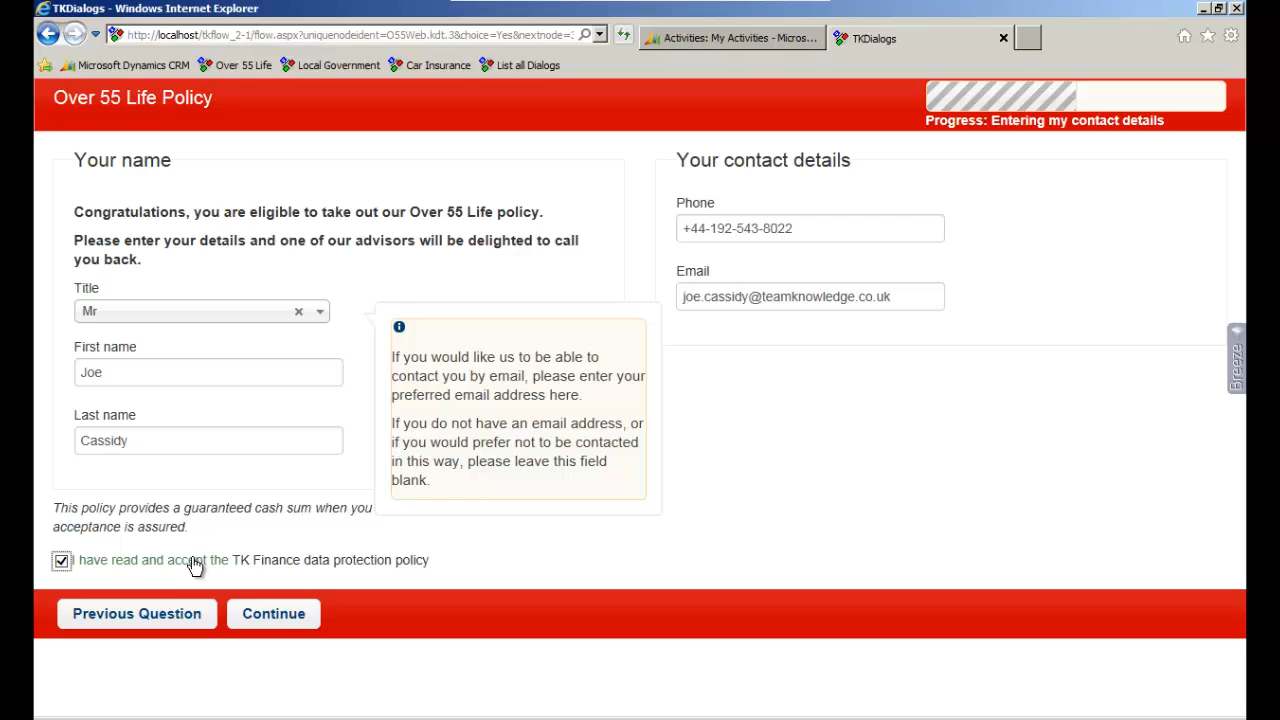 TKDialogs - Windows Internet Explorer
http://localhost/tkflow_2-1/flow.aspx?uniquenodeident=O55Web.kdt.3&choice=Yes&nextnode=
Activities: My Activities - Micros...
TKDialogs
Microsoft Dynamics CRM
Over 55 Life
Local Government
Car Insurance
List all Dialogs
Over 55 Life Policy
Progress: Entering my contact details
Your name
Congratulations, you are eligible to take out our Over 55 Life policy.
Please enter your details and one of our advisors will be delighted to call
you back.
Title
Mr
First name
Joe
Last name
Cassidy
Your contact details
Phone
+44-192-543-8022
Email
joe.cassidy@teamknowledge.co.uk
If you would like us to be able to
contact you by email, please enter your
preferred email address here.
If you do not have an email address, or
if you would prefer not to be contacted
in this way, please leave this field
blank.
Breeze
This policy provides a guaranteed cash sum when you
acceptance is assured.
I have read and accept the TK Finance data protection policy
Previous Question
Continue